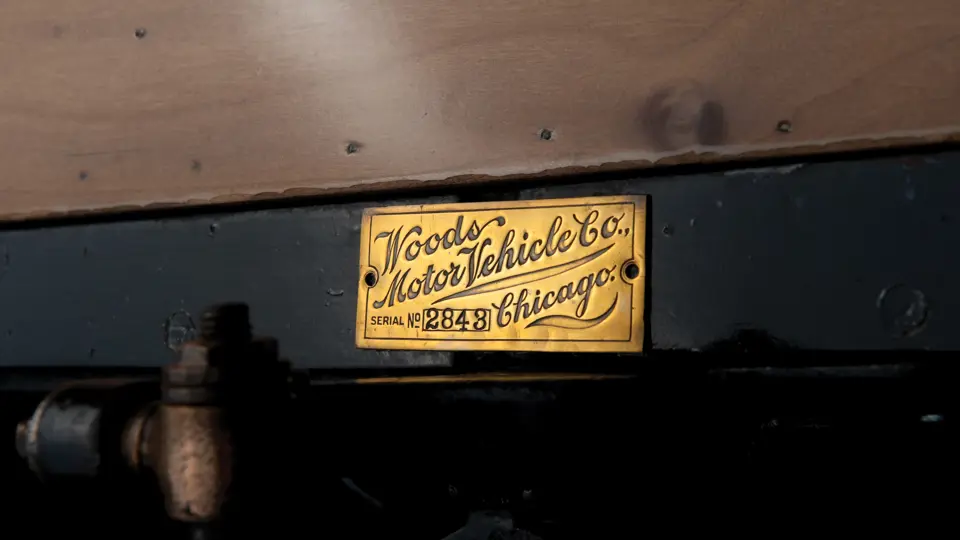 Woods
Motor Vehicle Co.,
Chicago.
SERIAL No 2843